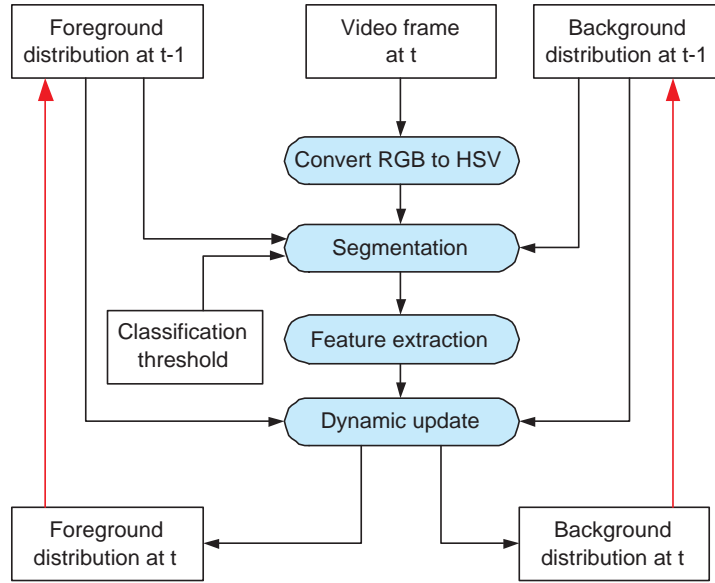 Foreground
distribution at t-1
Video frame
at t
Background
distribution at t-1
Convert RGB to HSV
Segmentation
Classification
threshold
Feature extraction
Dynamic update
Foreground
distribution at t
Background
distribution at t